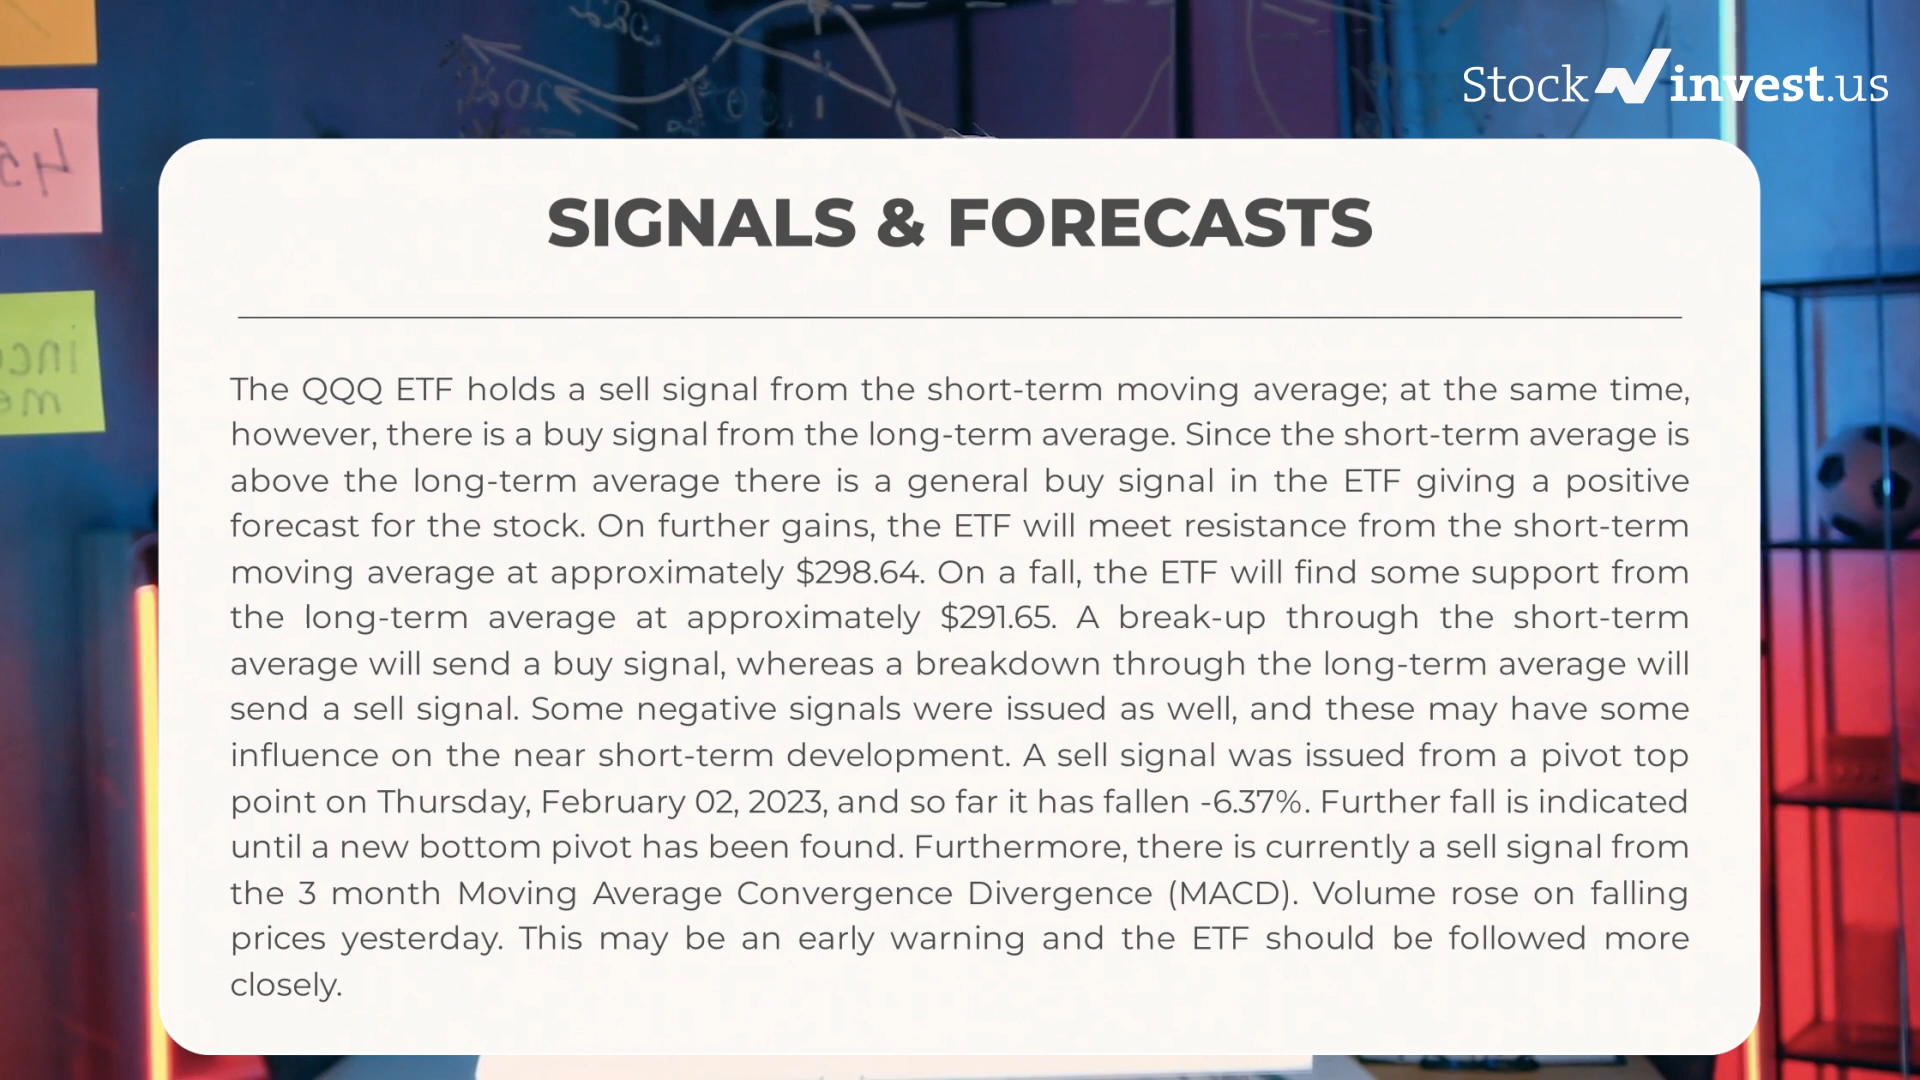 Stock invest.us
45
inco
me
SIGNALS & FORECASTS
The QQQ ETF holds a sell signal from the short-term moving average; at the same time,
however, there is a buy signal from the long-term average. Since the short-term average is
above the long-term average there is a general buy signal in the ETF giving a positive
forecast for the stock. On further gains, the ETF will meet resistance from the short-term
moving average at approximately $298.64. On a fall, the ETF will find some support from
the long-term average at approximately $291.65. A break-up through the short-term
average will send a buy signal, whereas a breakdown through the long-term average will
send a sell signal. Some negative signals were issued as well, and these may have some
influence on the near short-term development. A sell signal was issued from a pivot top
point on Thursday, February 02, 2023, and so far it has fallen -6.37%. Further fall is indicated
until a new bottom pivot has been found. Furthermore, there is currently a sell signal from
the 3 month Moving Average Convergence Divergence (MACD). Volume rose on falling
prices yesterday. This may be an early warning and the ETF should be followed more
closely.